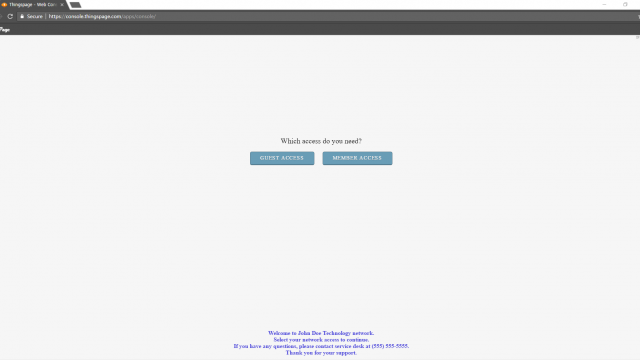 Thingspage - Web Con
Secure | https://console.thingspage.com/apps/console/
Page
Which access do you need?
GUEST ACCESS MEMBER ACCESS
Welcome to John Doe Technology network.
Select your network access to continue.
If you have any questions, please contact service desk at (555) 555-5555.
Thank you for your support.